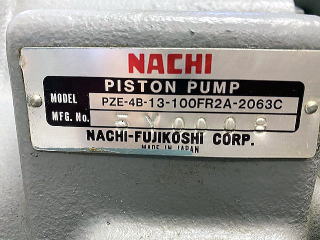 NACHI
PISTON PUMP
MODEL PZE-4B-13-100FR2A-2063C
MFG. No.
NACHI-FUJIKOSHI CORP.
MADE IN JAPAN